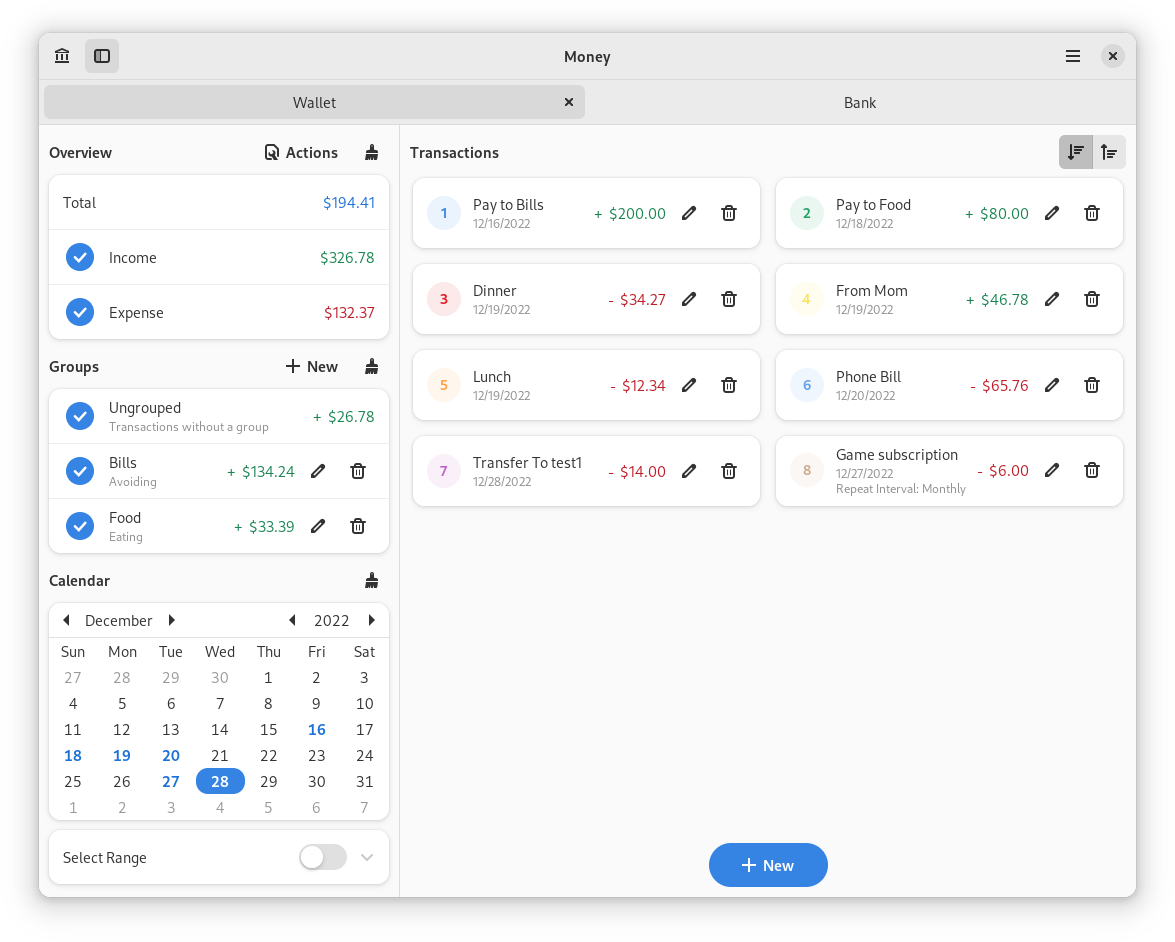 Money
Wallet
Bank
Overview
Actions
Total
$194.41
Income
$326.78
Expense
$132.37
Groups
New
Ungrouped
Transactions without a group
+ $26.78
Bills
Avoiding
+ $134.24
Food
Eating
+ $33.39
Calendar
December 2022
Sun Mon Tue Wed Thu Fri Sat
27 28 29 30 1 2 3
4 5 6 7 8 9 10
11 12 13 14 15 16 17
18 19 20 21 22 23 24
25 26 27 28 29 30 31
1 2 3 4 5 6 7
Select Range
Transactions
1
Pay to Bills
12/16/2022
+ $200.00
2
Pay to Food
12/18/2022
+ $80.00
3
Dinner
12/19/2022
- $34.27
4
From Mom
12/19/2022
+ $46.78
5
Lunch
12/19/2022
- $12.34
6
Phone Bill
12/20/2022
- $65.76
7
Transfer To test1
12/28/2022
- $14.00
8
Game subscription
12/27/2022
Repeat Interval: Monthly
- $6.00
New